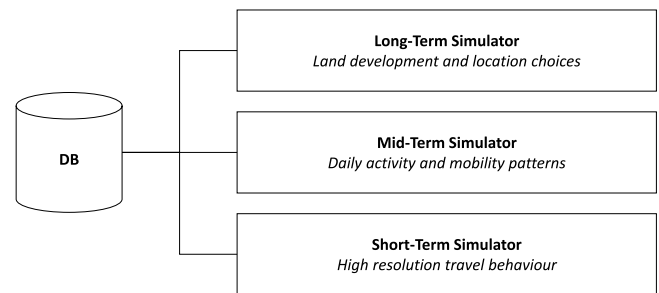 Long-Term Simulator
Land development and location choices
DB
Mid-Term Simulator
Daily activity and mobility patterns
Short-Term Simulator
High resolution travel behaviour